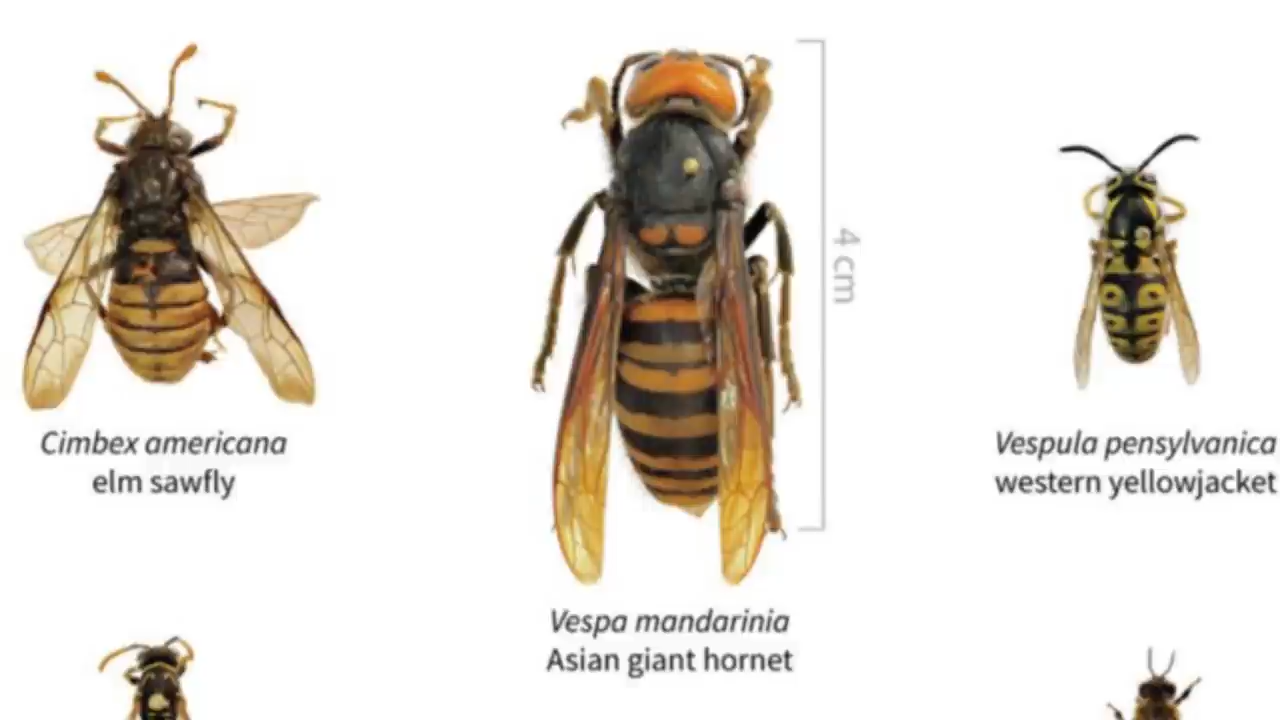 4 cm
Cimbex americana
elm sawfly
Vespula pensylvanica
western yellowjacket
Vespa mandarinia
Asian giant hornet